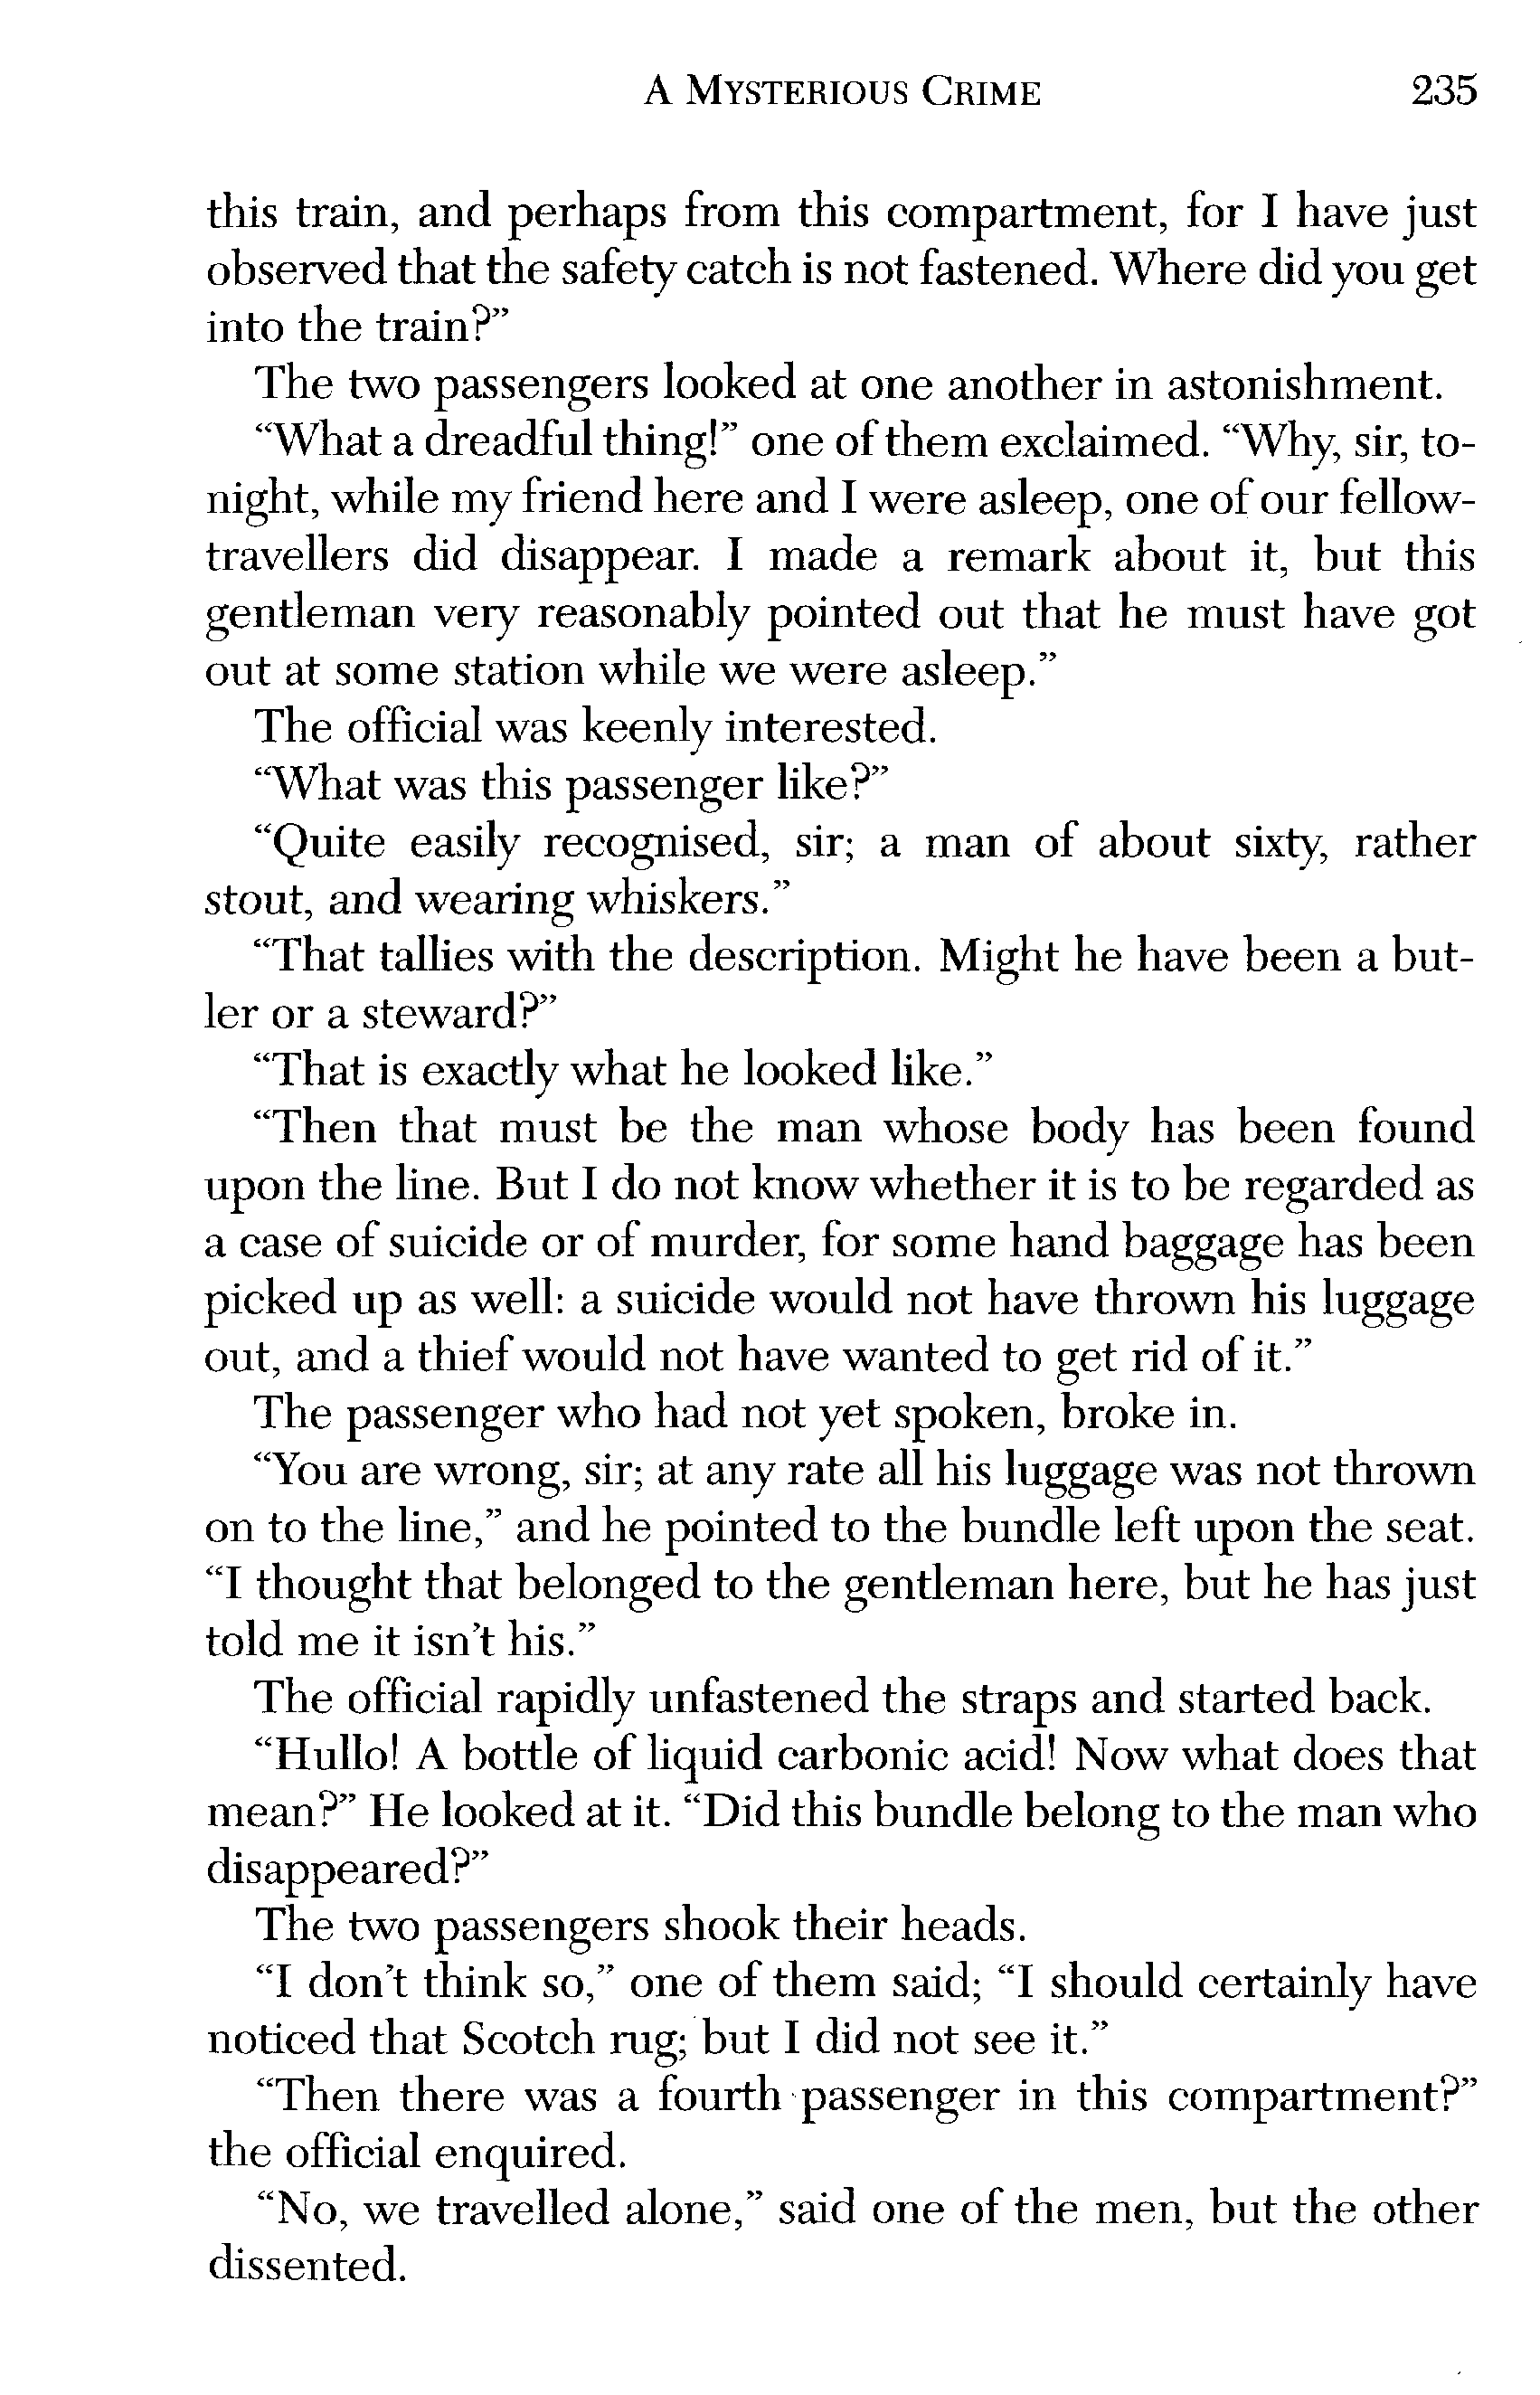 A MYSTERIOUS CRIME 235
this train, and perhaps from this compartment, for I have just
observed that the safety catch is not fastened. Where did you get
into the train?”
The two passengers looked at one another in astonishment.
“What a dreadful thing!” one of them exclaimed. “Why, sir, to-
night, while my friend here and I were asleep, one of our fellow-
travellers did disappear. I made a remark about it, but this
gentleman very reasonably pointed out that he must have got
out at some station while we were asleep.”
The official was keenly interested.
“What was this passenger like?”
“Quite easily recognised, sir; a man of about sixty, rather
stout, and wearing whiskers.”
“That tallies with the description. Might he have been a but-
ler or a steward?”
“That is exactly what he looked like.”
“Then that must be the man whose body has been found
upon the line. But I do not know whether it is to be regarded as
a case of suicide or of murder, for some hand baggage has been
picked up as well: a suicide would not have thrown his luggage
out, and a thief would not have wanted to get rid of it.”
The passenger who had not yet spoken, broke in.
“You are wrong, sir; at any rate all his luggage was not thrown
on to the line,” and he pointed to the bundle left upon the seat.
“I thought that belonged to the gentleman here, but he has just
told me it isn’t his.”
The official rapidly unfastened the straps and started back.
“Hullo! A bottle of liquid carbonic acid! Now what does that
mean?” He looked at it. “Did this bundle belong to the man who
disappeared?”
The two passengers shook their heads.
“I don’t think so,” one of them said; “I should certainly have
noticed that Scotch rug; but I did not see it.”
“Then there was a fourth passenger in this compartment?”
the official enquired.
“No, we travelled alone,” said one of the men, but the other
dissented.